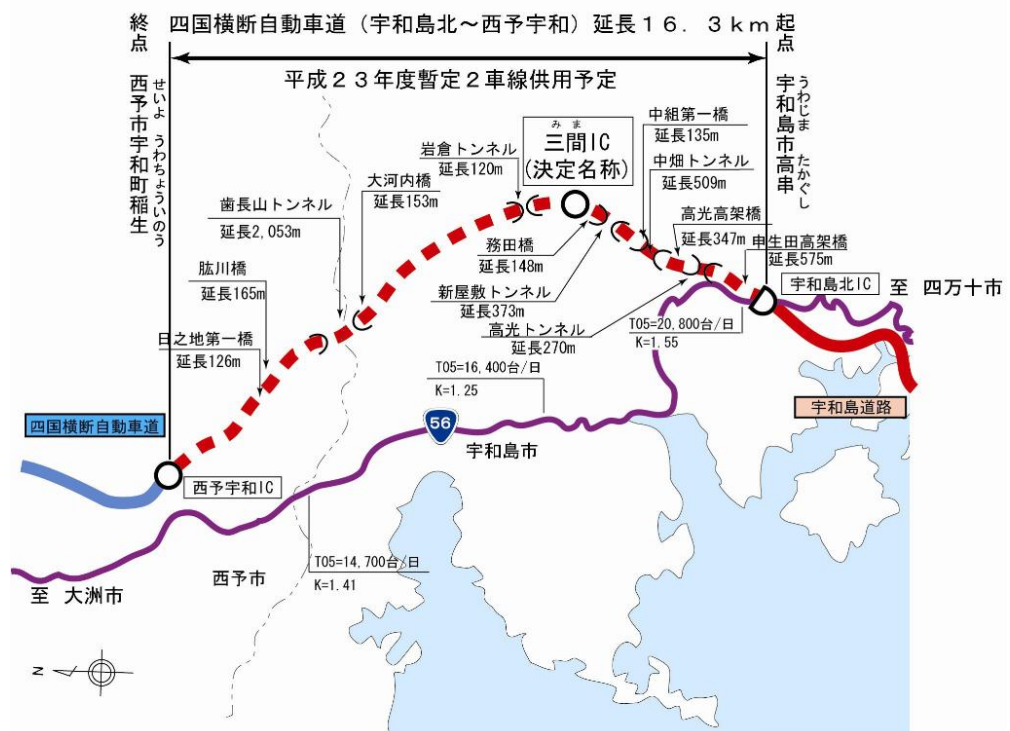 四国横断自動車道（宇和島北～西予宇和）延長１６．３ｋｍ
平成２３年度暫定２車線供用予定
終点
西予市宇和町稲生
せいよ うわちょういのう
起点
宇和島市高串
うわじま たかぐし
みま
三間IC
(決定名称)
中組第一橋
延長135m
中畑トンネル
延長509m
高光高架橋
延長347m
申生田高架橋
延長575m
岩倉トンネル
延長120m
大河内橋
延長153m
歯長山トンネル
延長2,053m
肱川橋
延長165m
日之地第一橋
延長126m
務田橋
延長148m
新屋敷トンネル
延長373m
高光トンネル
延長270m
宇和島北IC
至 四万十市
T05=20,800台/日
K=1.55
T05=16,400台/日
K=1.25
宇和島道路
四国横断自動車道
56
宇和島市
西予宇和IC
T05=14,700台/日
K=1.41
西予市
至 大洲市
N